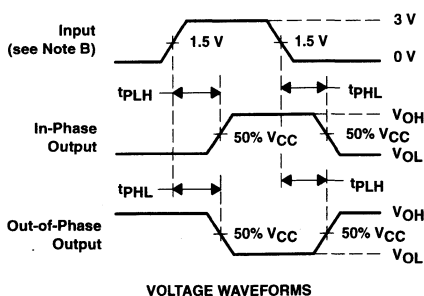 Input
(see Note B)
1.5 V
1.5 V
3 V
0 V
tPLH
tPHL
In-Phase
Output
50% VCC
50% VCC
VOH
VOL
tPHL
tPLH
Out-of-Phase
Output
50% VCC
50% VCC
VOH
VOL
VOLTAGE WAVEFORMS